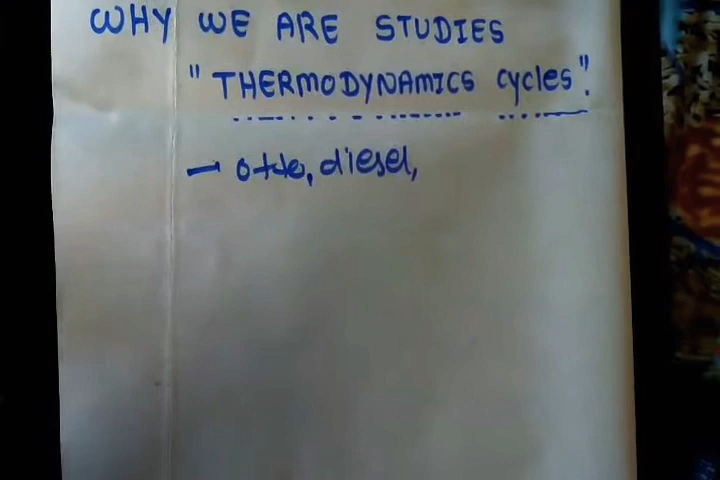 WHY WE ARE STUDIES
" THERMODYNAMICS cycles".
– otto, diesel,